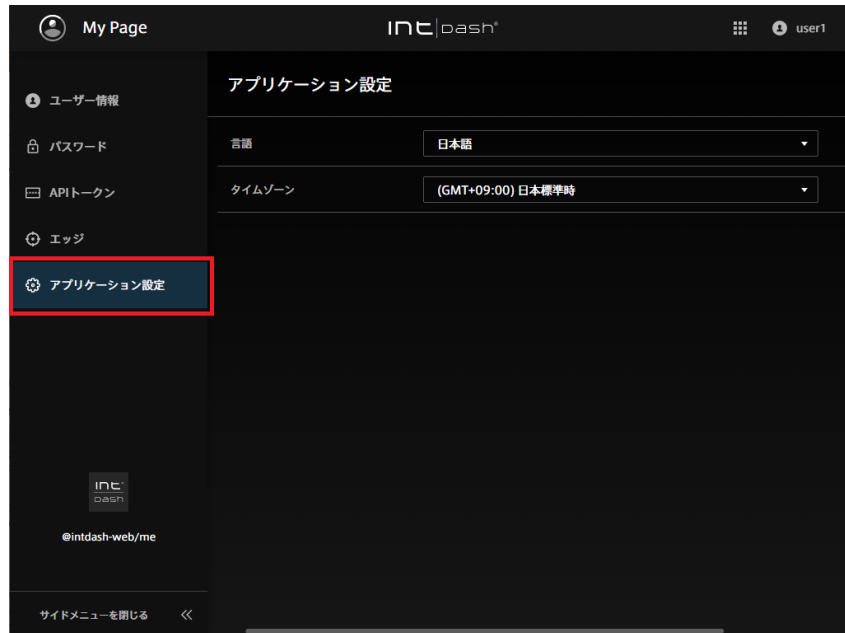 My Page
INT|DASH®
user1
ユーザー情報
パスワード
APIトークン
エッジ
アプリケーション設定
アプリケーション設定
言語
日本語
タイムゾーン
(GMT+09:00) 日本標準時
INT
DASH
@intdash-web/me
サイドメニューを閉じる